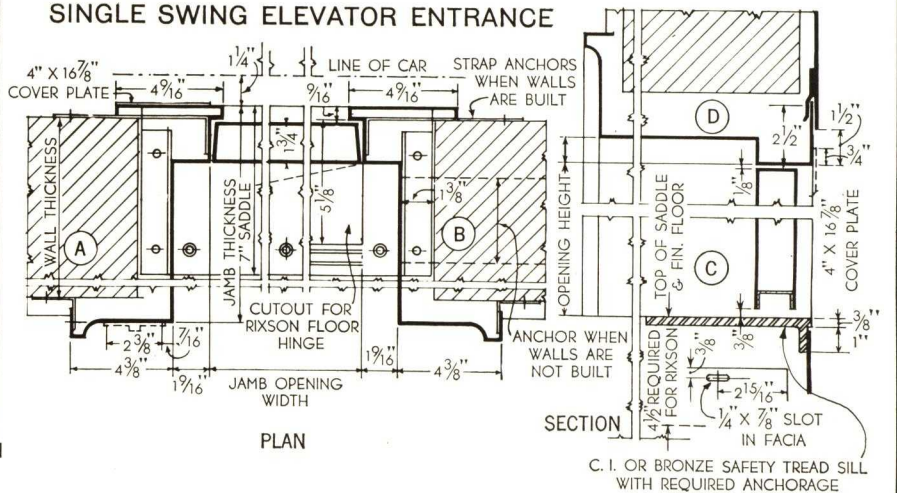 SINGLE SWING ELEVATOR ENTRANCE
4" X 16 7/8"
COVER PLATE
4 9/16"
1/4"
LINE OF CAR
9/16"
4 9/16"
STRAP ANCHORS
WHEN WALLS
ARE BUILT
WALL THICKNESS
A
JAMB THICKNESS
7" SADDLE
1 3/4"
5 1/8"
1 3/8"
B
CUTOUT FOR
RIXSON FLOOR
HINGE
ANCHOR WHEN
WALLS ARE
NOT BUILT
2 3/8"
7/16"
4 3/8"
1 9/16"
JAMB OPENING
WIDTH
1 9/16"
4 3/8"
PLAN
D
2 1/2"
1 1/2"
3/4"
1/8"
OPENING HEIGHT
TOP OF SADDLE
& FIN. FLOOR
C
4" X 16 7/8"
COVER PLATE
3/8"
1"
3/8"
3/8"
4 1/2 REQUIRED
FOR RIXSON
2 15/16"
1/4" X 7/8" SLOT
IN FACIA
SECTION
C. I. OR BRONZE SAFETY TREAD SILL
WITH REQUIRED ANCHORAGE